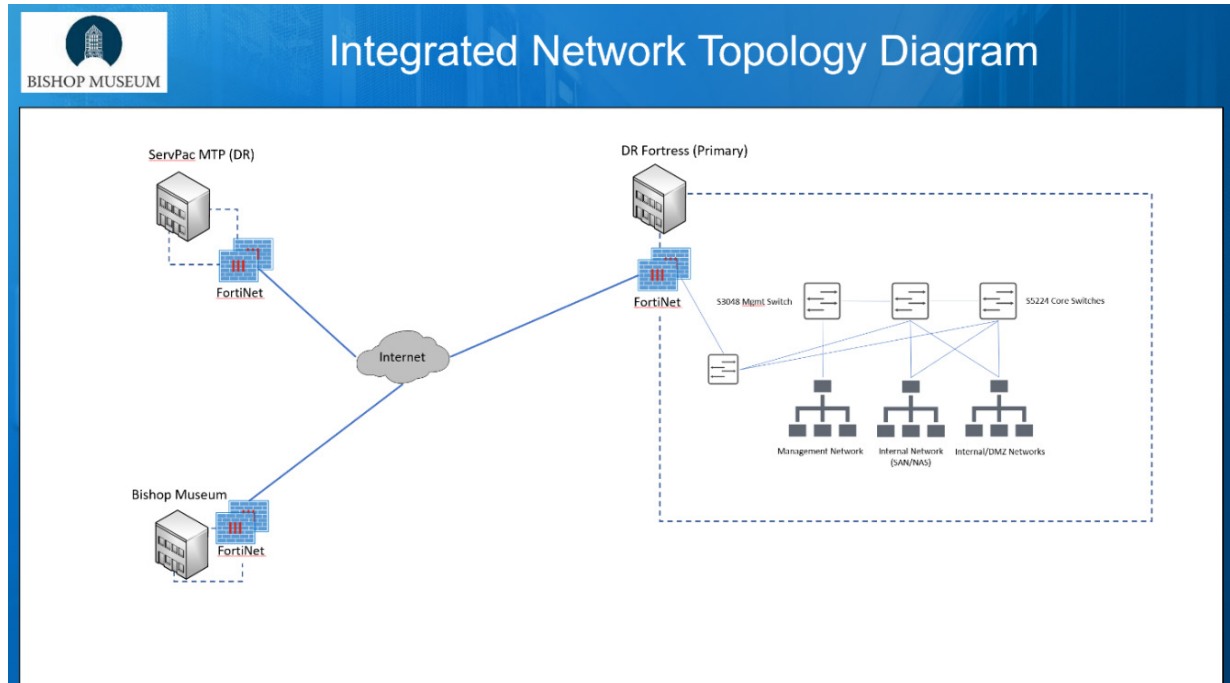 BISHOP MUSEUM
Integrated Network Topology Diagram
ServPac MTP (DR)
FortiNet
DR Fortress (Primary)
FortiNet
S3048 Mgmt Switch
S5224 Core Switches
Internet
Management Network
Internal Network
(SAN/NAS)
Internal/DMZ Networks
Bishop Museum
FortiNet